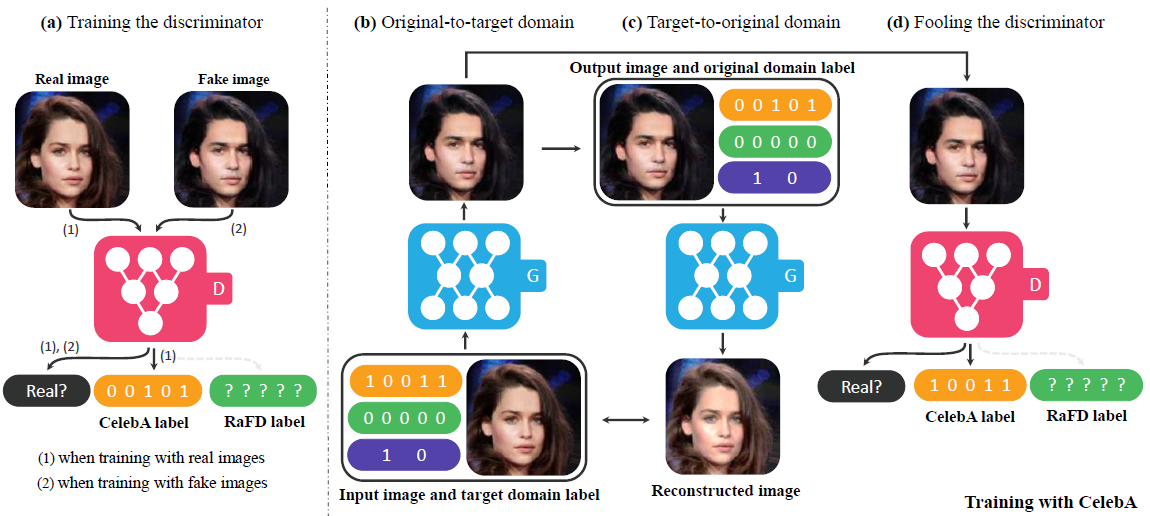 (a) Training the discriminator
(b) Original-to-target domain
(c) Target-to-original domain
(d) Fooling the discriminator
Real image
Fake image
(1)
(2)
D
(1), (2)
(1)
Real?
0 0 1 0 1
? ? ? ? ?
CelebA label
RaFD label
(1) when training with real images
(2) when training with fake images
G
1 0 0 1 1
0 0 0 0 0
1 0
Input image and target domain label
Output image and original domain label
0 0 1 0 1
0 0 0 0 0
1 0
G
Reconstructed image
D
Real?
1 0 0 1 1
? ? ? ? ?
CelebA label
RaFD label
Training with CelebA